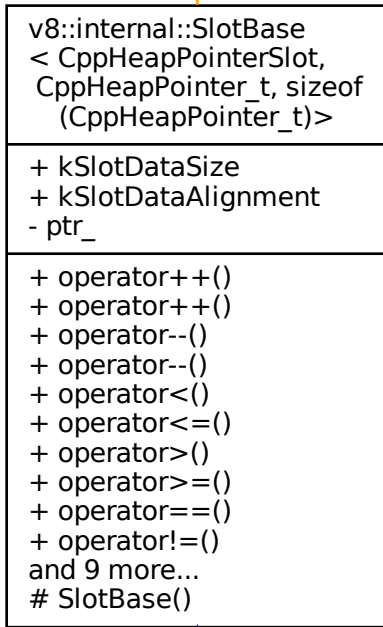 v8::internal::SlotBase
< CppHeapPointerSlot,
CppHeapPointer_t, sizeof
(CppHeapPointer_t)>
+ kSlotDataSize
+ kSlotDataAlignment
- ptr_
+ operator++()
+ operator++()
+ operator--()
+ operator--()
+ operator<()
+ operator<=()
+ operator>()
+ operator>=()
+ operator==()
+ operator!=()
and 9 more...
# SlotBase()